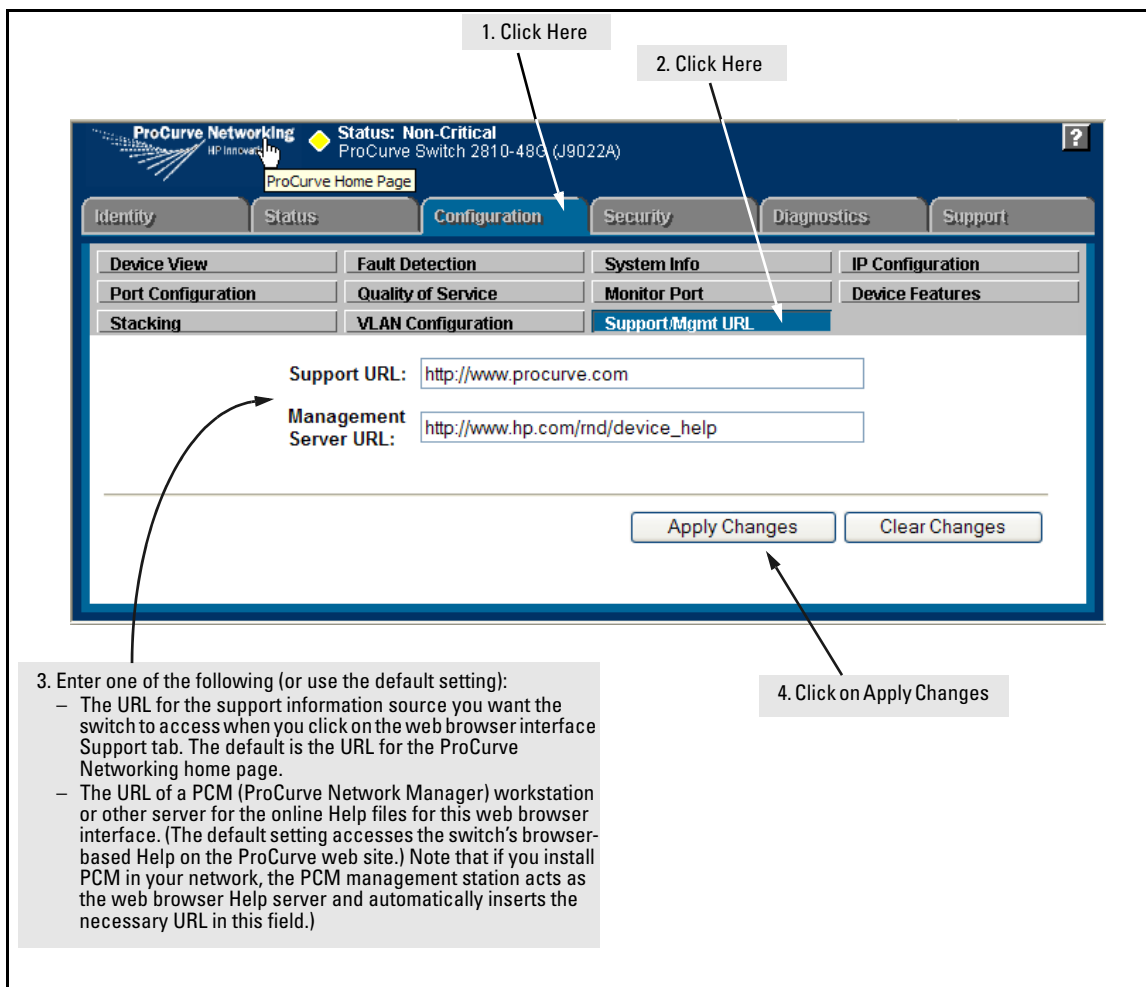 1. Click Here
2. Click Here
ProCurve Networking
HP Innovat
Status: Non-Critical
ProCurve Switch 2810-48G (J9022A)
?
ProCurve Home Page
Identity
Status
Configuration
Security
Diagnostics
Support
Device View
Fault Detection
System Info
IP Configuration
Port Configuration
Quality of Service
Monitor Port
Device Features
Stacking
VLAN Configuration
Support/Mgmt URL
Support URL:
http://www.procurve.com
Management
Server URL:
http://www.hp.com/rnd/device_help
Apply Changes
Clear Changes
3. Enter one of the following (or use the default setting):
– The URL for the support information source you want the
switch to access when you click on the web browser interface
Support tab. The default is the URL for the ProCurve
Networking home page.
– The URL of a PCM (ProCurve Network Manager) workstation
or other server for the online Help files for this web browser
interface. (The default setting accesses the switch's browser-
based Help on the ProCurve web site.) Note that if you install
PCM in your network, the PCM management station acts as
the web browser Help server and automatically inserts the
necessary URL in this field.)
4. Click on Apply Changes